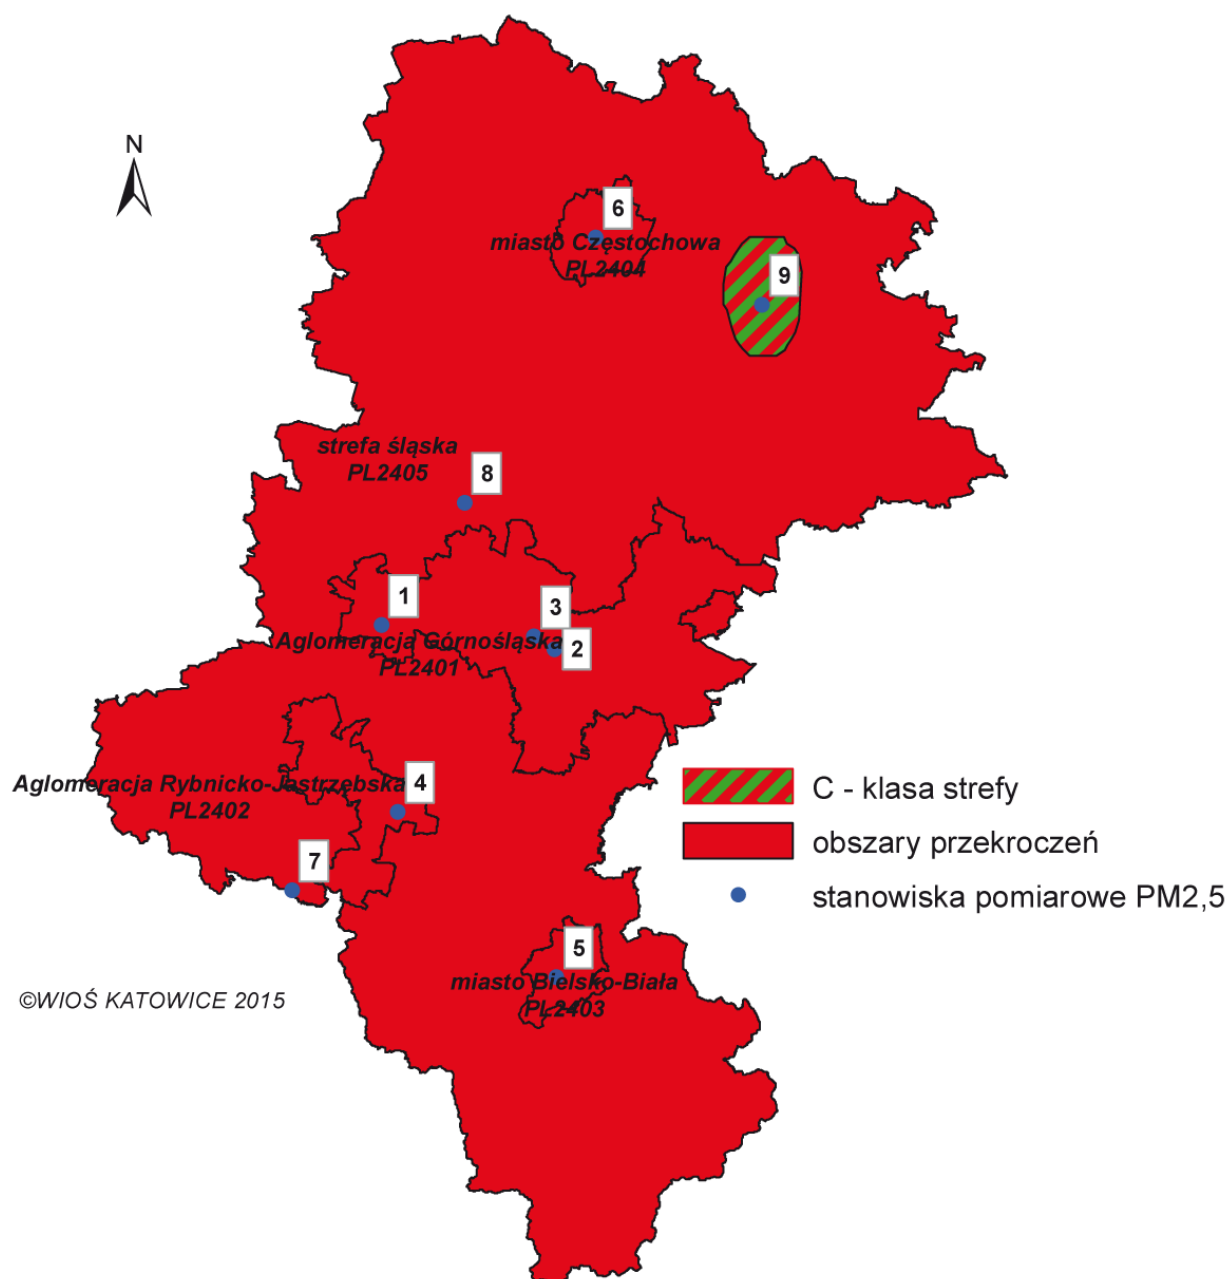 N
6
miasto Częstochowa
PL2404
9
strefa śląska
PL2405
8
1
3
Aglomeracja Górnośląska
PL2401
2
Aglomeracja Rybnicko-Jastrzębska
PL2402
4
C - klasa strefy
obszary przekroczeń
stanowiska pomiarowe PM2,5
7
5
miasto Bielsko-Biała
PL2403
©WIOŚ KATOWICE 2015